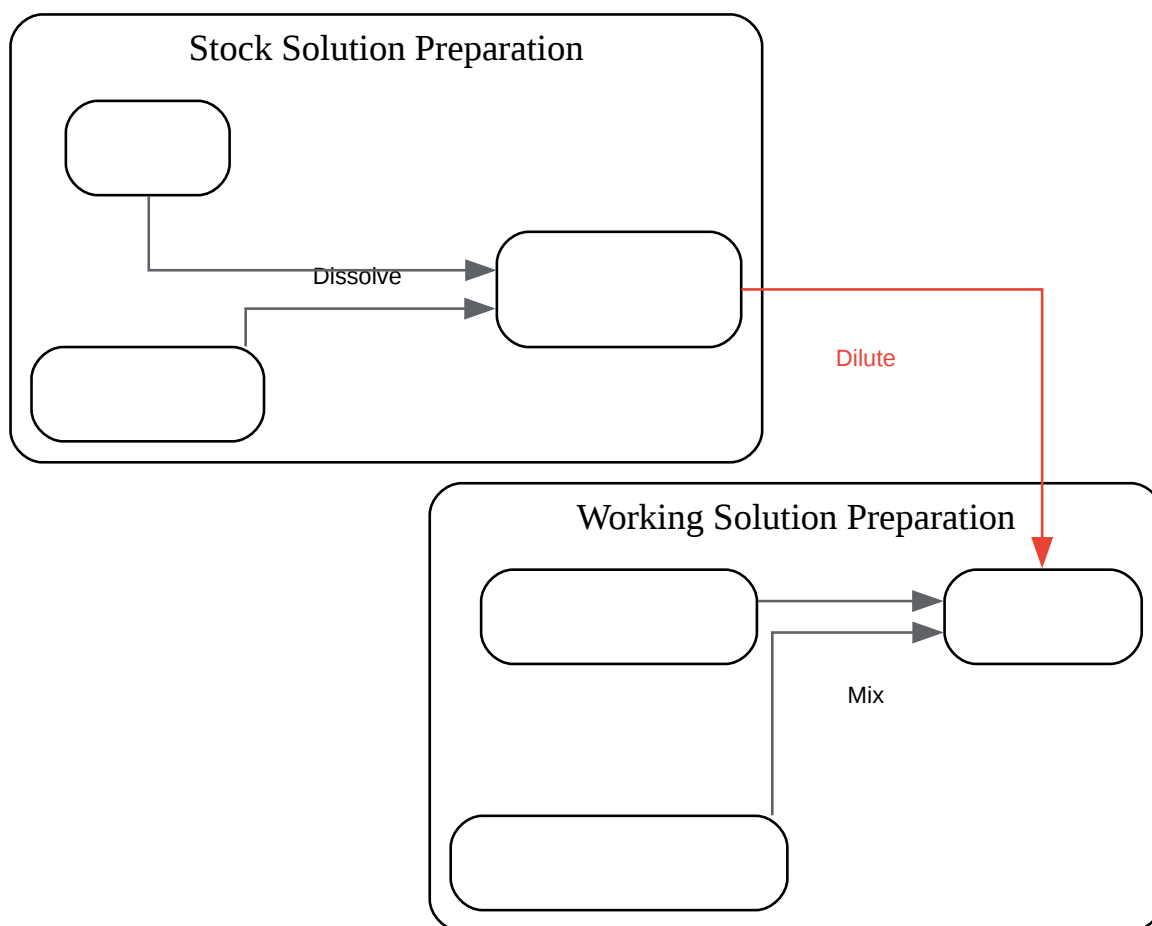 Stock Solution Preparation
Dissolve
Dilute
Working Solution Preparation
Mix